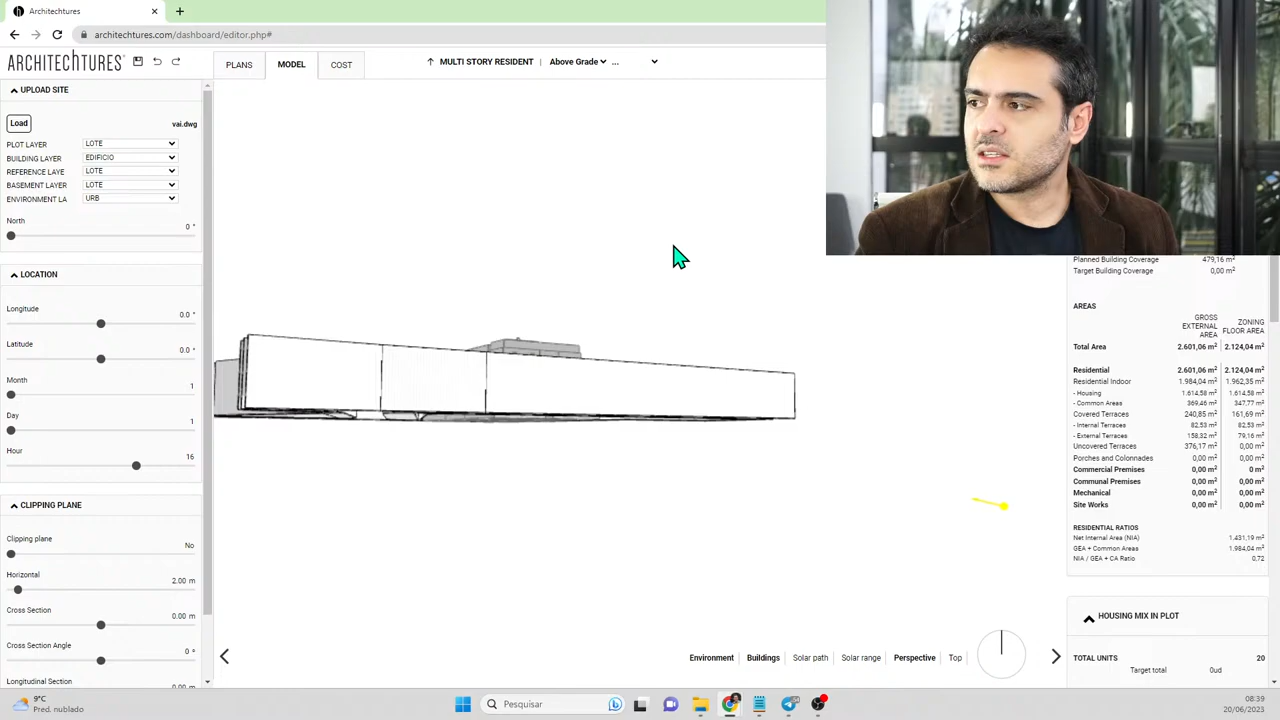 Architechtures
architechtures.com/dashboard/editor.php#
ARCHITECHTURES
PLANS MODEL COST
MULTI STORY RESIDENT | Above Grade ...
UPLOAD SITE
Load vai.dwg
PLOT LAYER LOTE
BUILDING LAYER EDIFICIO
REFERENCE LAYE LOTE
BASEMENT LAYER LOTE
ENVIRONMENT LA URB
North 0 °
LOCATION
Longitude 0.0 °
Latitude 0.0 °
Month 1
Day 1
Hour 16
CLIPPING PLANE
Clipping plane No
Horizontal 2.00 m
Cross Section 0.00 m
Cross Section Angle 0 °
Longitudinal Section 0.00 m
Environment Buildings Solar path Solar range Perspective Top
Planned Building Coverage 479,16 m²
Target Building Coverage 0,00 m²
AREAS
GROSS EXTERNAL AREA
ZONING FLOOR AREA
Total Area 2.601,06 m² 2.124,04 m²
Residential 2.601,06 m² 2.124,04 m²
Residential Indoor 1.984,04 m² 1.962,35 m²
- Housing 1.614,58 m² 1.614,58 m²
- Common Areas 369,46 m² 347,77 m²
Covered Terraces 240,85 m² 161,69 m²
- Internal Terraces 82,53 m² 82,53 m²
- External Terraces 158,32 m² 79,16 m²
Uncovered Terraces 376,17 m² 0,00 m²
Porches and Colonnades 0,00 m² 0,00 m²
Commercial Premises 0,00 m² 0 m²
Communal Premises 0,00 m² 0,00 m²
Mechanical 0,00 m² 0,00 m²
Site Works 0,00 m² 0,00 m²
RESIDENTIAL RATIOS
Net Internal Area (NIA) 1.431,19 m²
GEA + Common Areas 1.984,04 m²
NIA / GEA + CA Ratio 0,72
HOUSING MIX IN PLOT
TOTAL UNITS 20
Target total 0ud
9°C
Pred. nublado
Pesquisar
08:39
20/06/2023